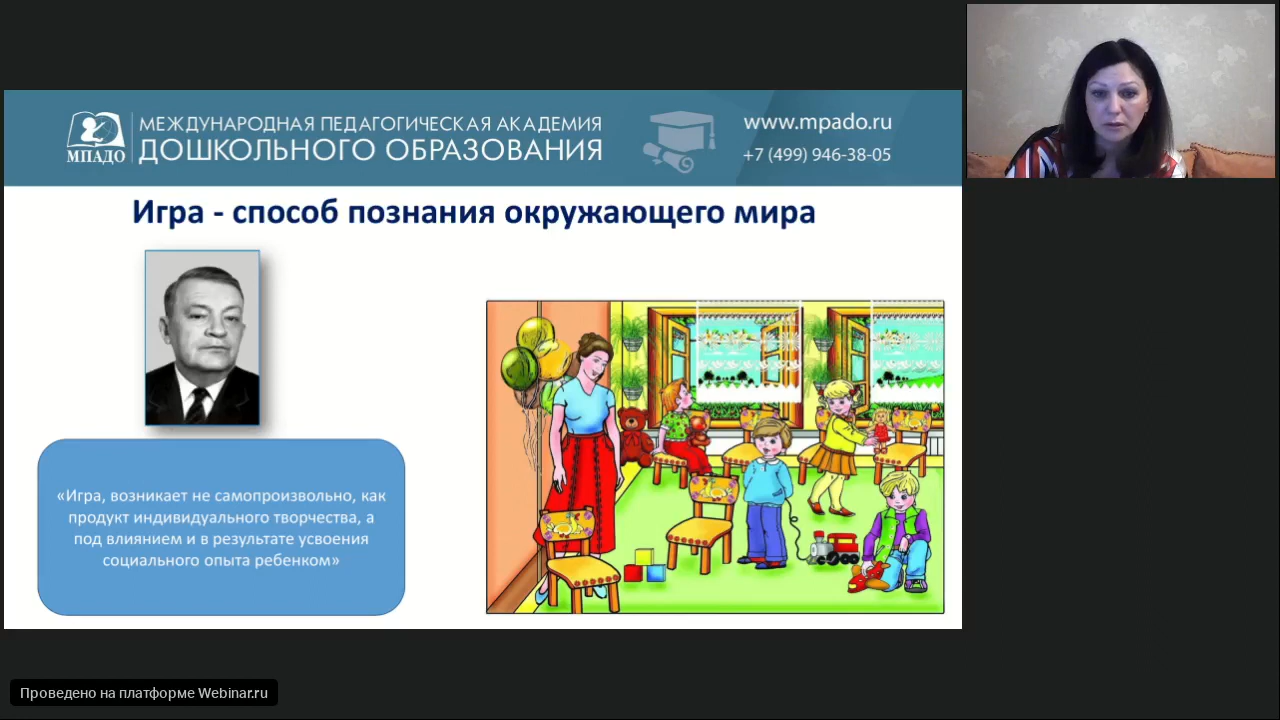 МПАДО
МЕЖДУНАРОДНАЯ ПЕДАГОГИЧЕСКАЯ АКАДЕМИЯ
ДОШКОЛЬНОГО ОБРАЗОВАНИЯ
www.mpado.ru
+7 (499) 946-38-05
Игра - способ познания окружающего мира
«Игра, возникает не самопроизвольно, как
продукт индивидуального творчества, а
под влиянием и в результате усвоения
социального опыта ребенком»
Проведено на платформе Webinar.ru